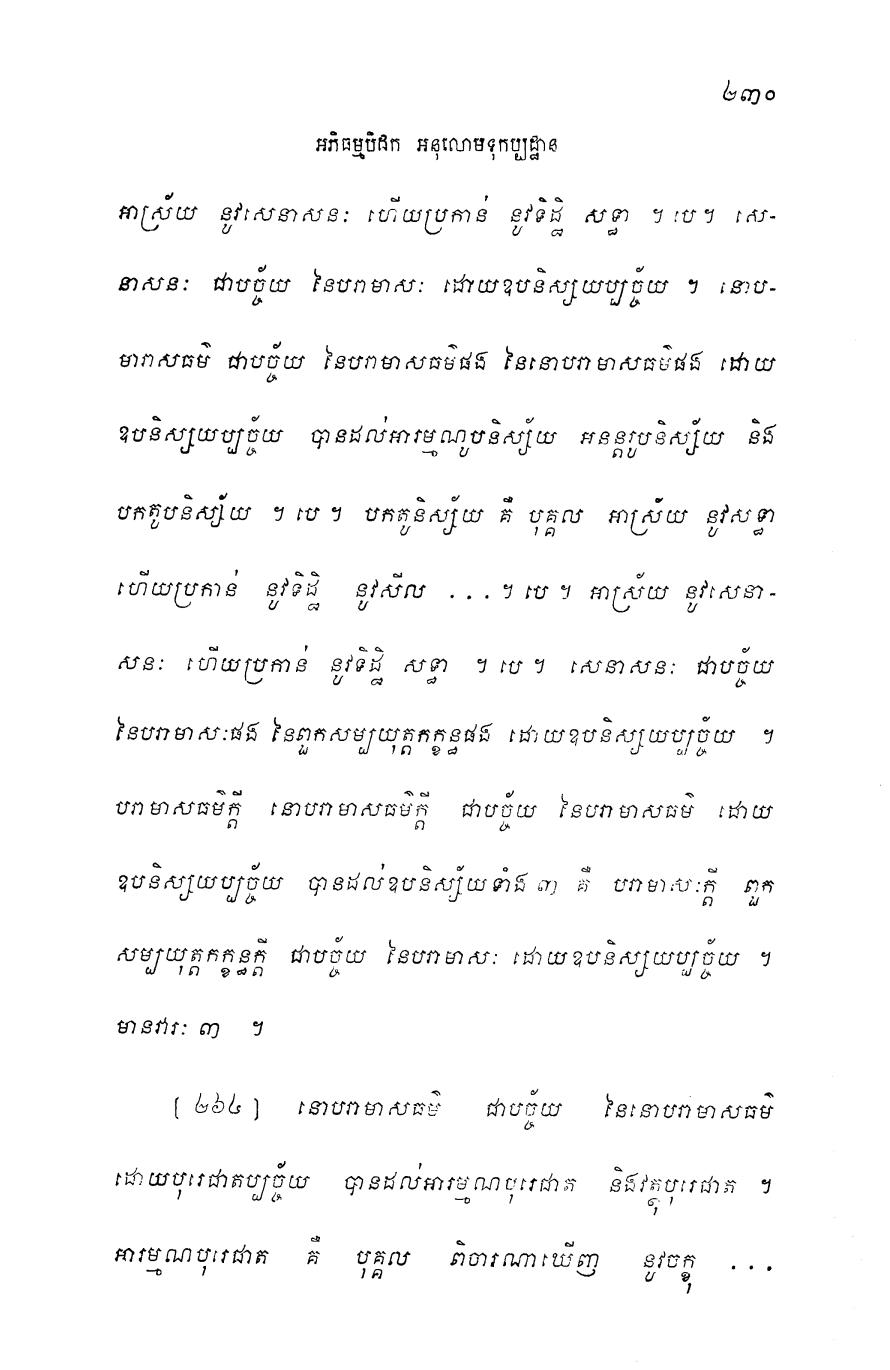 ២៣០
អភិធម្មបិដក អនុលោមទុកប្បដ្ឋាន
អាស្រ័យ នូវសេនាសនៈ ហើយប្រកាន់ នូវទិដ្ឋិ សទ្ធា ។ បេ ។ សេ-
នាសនៈ ជាបច្ច័យ នៃបរាមាសៈ ដោយឧបនិស្សយប្បច្ច័យ ។ នោប-
មារាសធម៌ ជាបច្ច័យ នៃបរាមាសធម៌ផង នៃនោបរាមាសធម៌ផង ដោយ
ឧបនិស្សយប្បច្ច័យ បានដល់អារម្មណូបនិស្ស័យ អនន្តរូបនិស្ស័យ និង
បកតូបនិស្ស័យ ។ បេ ។ បកតូនិស្ស័យ គឺ បុគ្គល អាស្រ័យ នូវសទ្ធា
ហើយប្រកាន់ នូវទិដ្ឋិ នូវសីល ... ។ បេ ។ អាស្រ័យ នូវសេនា-
សនៈ ហើយប្រកាន់ នូវទិដ្ឋិ សទ្ធា ។ បេ ។ សេនាសនៈ ជាបច្ច័យ
នៃបរាមាសៈផង នៃពួកសម្បយុត្តកក្ខន្ធផង ដោយឧបនិស្សយប្បច្ច័យ ។
បរាមាសធម៌ក្តី នោបរាមាសធម៌ក្តី ជាបច្ច័យ នៃបរាមាសធម៌ ដោយ
ឧបនិស្សយប្បច្ច័យ បានដល់ឧបនិស្ស័យទាំង ៣ គឺ បរាមាសៈក្តី ពួក
សម្បយុត្តកក្ខន្ធក្តី ជាបច្ច័យ នៃបរាមាសៈ ដោយឧបនិស្សយប្បច្ច័យ ។
មានវារៈ ៣ ។
[ ២៦៤ ] នោបរាមាសធម៌ ជាបច្ច័យ នៃនោបរាមាសធម៌
ដោយបុរេជាតប្បច្ច័យ បានដល់អារម្មណបុរេជាត និងវត្ថុបុរេជាត ។
អារម្មណបុរេជាត គឺ បុគ្គល ពិចារណាឃើញ នូវចក្ខុ ...